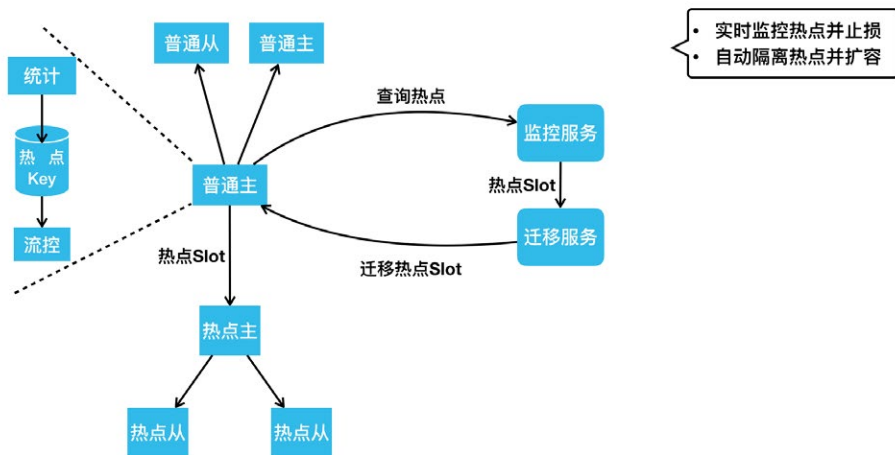 • 实时监控热点并止损
• 自动隔离热点并扩容
普通从
普通主
统计
查询热点
监控服务
热 点
Key
普通主
热点Slot
流控
热点Slot
迁移服务
迁移热点Slot
热点主
热点从
热点从